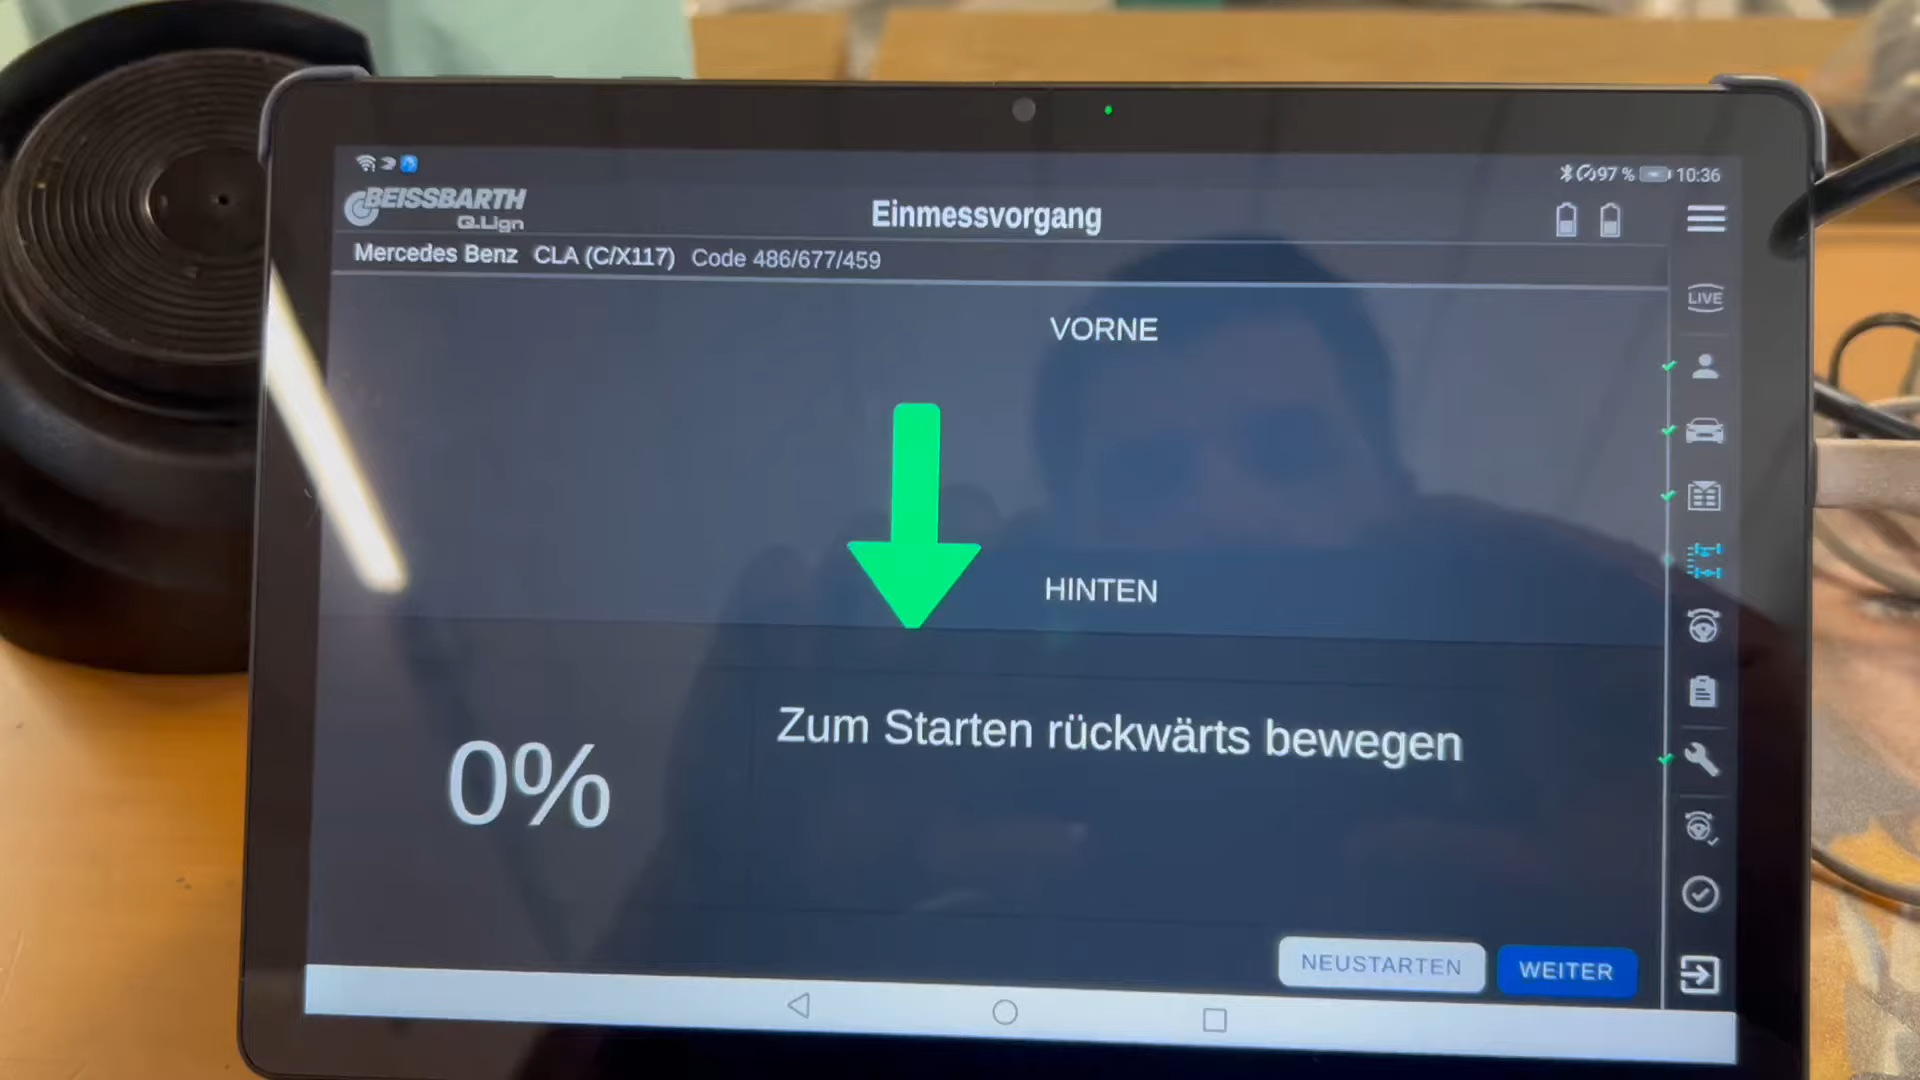 97 % 10:36
BEISSBARTH
Q.Lign
Einmessvorgang
Mercedes Benz CLA (C/X117) Code 486/677/459
LIVE
VORNE
HINTEN
Zum Starten rückwärts bewegen
0%
NEUSTARTEN WEITER